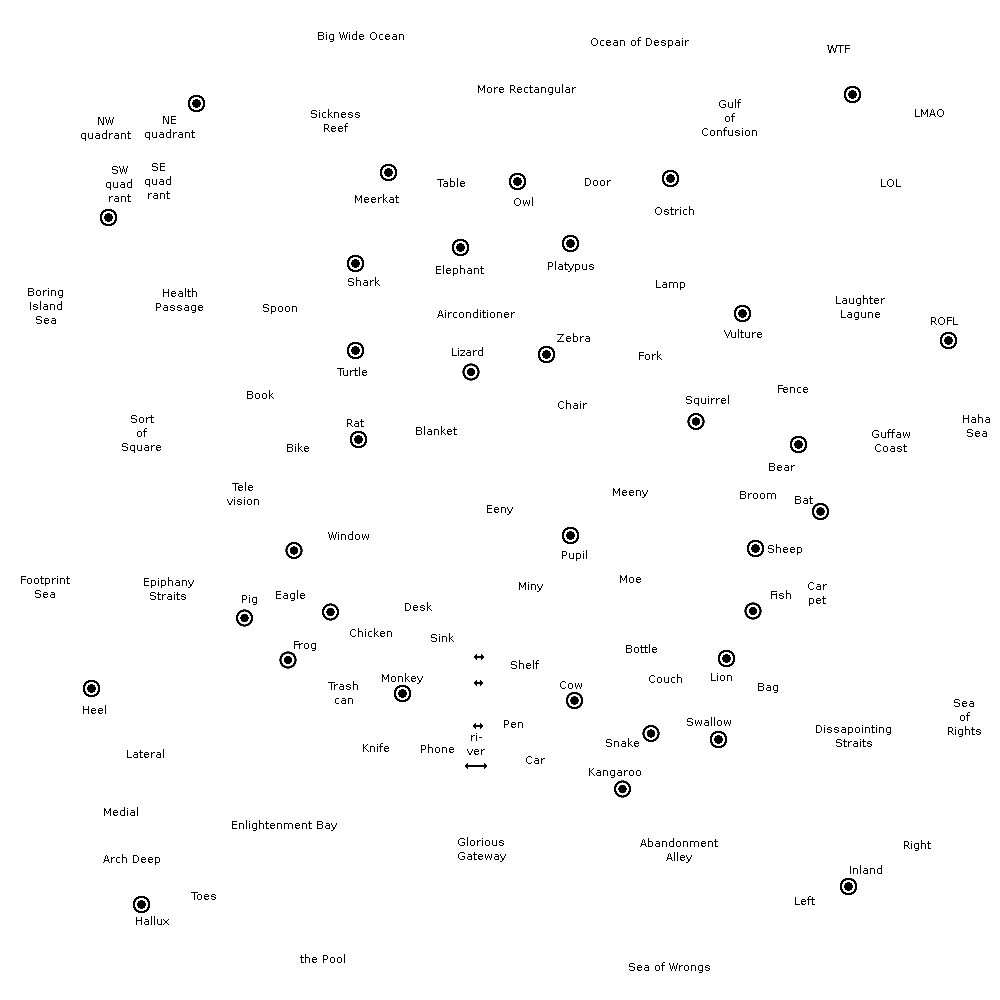 Big Wide Ocean
Ocean of Despair
WTF
More Rectangular
Sickness
Reef
Gulf
of
Confusion
LMAO
NW
quadrant
NE
quadrant
SW
quad
rant
SE
quad
rant
Meerkat
Table
Owl
Door
Ostrich
LOL
Shark
Elephant
Platypus
Lamp
Boring
Island
Sea
Health
Passage
Spoon
Airconditioner
Vulture
Laughter
Lagune
ROFL
Turtle
Lizard
Zebra
Fork
Book
Chair
Squirrel
Fence
Sort
of
Square
Rat
Blanket
Bike
Bear
Guffaw
Coast
Haha
Sea
Tele
vision
Eeny
Meeny
Broom
Bat
Window
Pupil
Sheep
Footprint
Sea
Epiphany
Straits
Pig
Eagle
Desk
Miny
Moe
Fish
Car
pet
Frog
Chicken
Sink
Shelf
Bottle
Trash
can
Monkey
Cow
Couch
Lion
Bag
Heel
Lateral
Knife
Phone
ri-
ver
Pen
Car
Snake
Swallow
Kangaroo
Dissapointing
Straits
Sea
of
Rights
Medial
Enlightenment Bay
Arch Deep
Glorious
Gateway
Abandonment
Alley
Right
Inland
Toes
Left
Hallux
the Pool
Sea of Wrongs